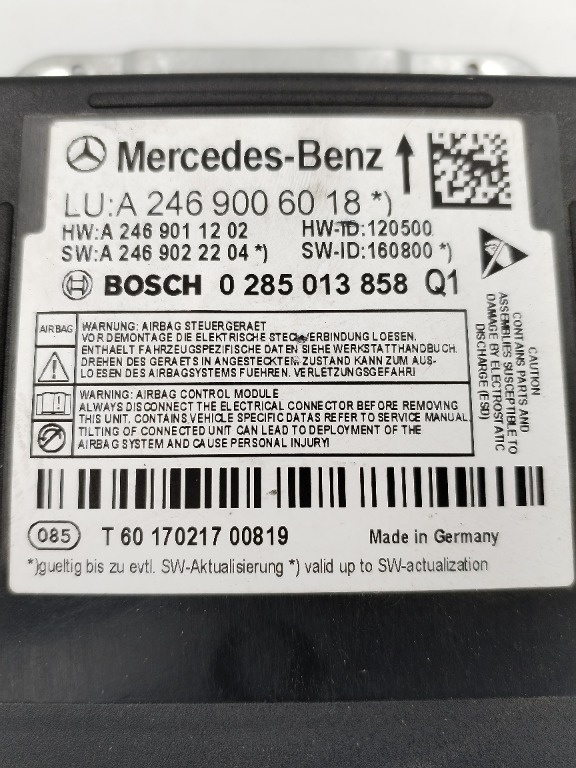 Mercedes-Benz
LU:A 246 900 60 18 *)
HW:A 246 901 12 02 HW-ID:120500
SW:A 246 902 22 04 *) SW-ID:160800 *)
BOSCH 0 285 013 858 Q1
AIRBAG
WARNUNG: AIRBAG STEUERGERAET
VOR DEMONTAGE DIE ELEKTRISCHE STECKVERBINDUNG LOESEN.
ENTHAELT FAHRZEUGSPEZIFISCHE DATEN SIEHE WERKSTATTHANDBUCH.
DREHEN DES GERAETS IN ANGESTECKTEM ZUSTAND KANN ZUM AUS-
LOESEN DES AIRBAGSYSTEMS FUEHREN. VERLETZUNGSGEFAHR!
WARNING: AIRBAG CONTROL MODULE
ALWAYS DISCONNECT THE ELECTRICAL CONNECTOR BEFORE REMOVING
THIS UNIT. CONTAINS VEHICLE SPECIFIC DATAS REFER TO SERVICE MANUAL.
TILTING OF CONNECTED UNIT CAN LEAD TO DEPLOYMENT OF THE
AIRBAG SYSTEM AND CAUSE PERSONAL INJURY!
CAUTION
CONTAINS PARTS AND
ASSEMBLIES SUSCEPTIBLE TO
DAMAGE BY ELECTROSTATIC
DISCHARGE (ESD)
085 T 60 170217 00819 Made in Germany
*)gueltig bis zu evtl. SW-Aktualisierung *) valid up to SW-actualization